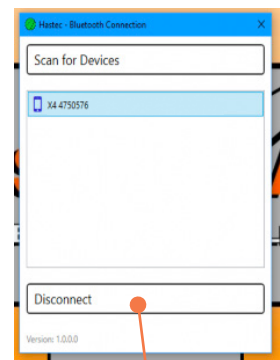 Hastec - Bluetooth Connection
Scan for Devices
X4 4750576
Disconnect
Version: 1.0.0.0